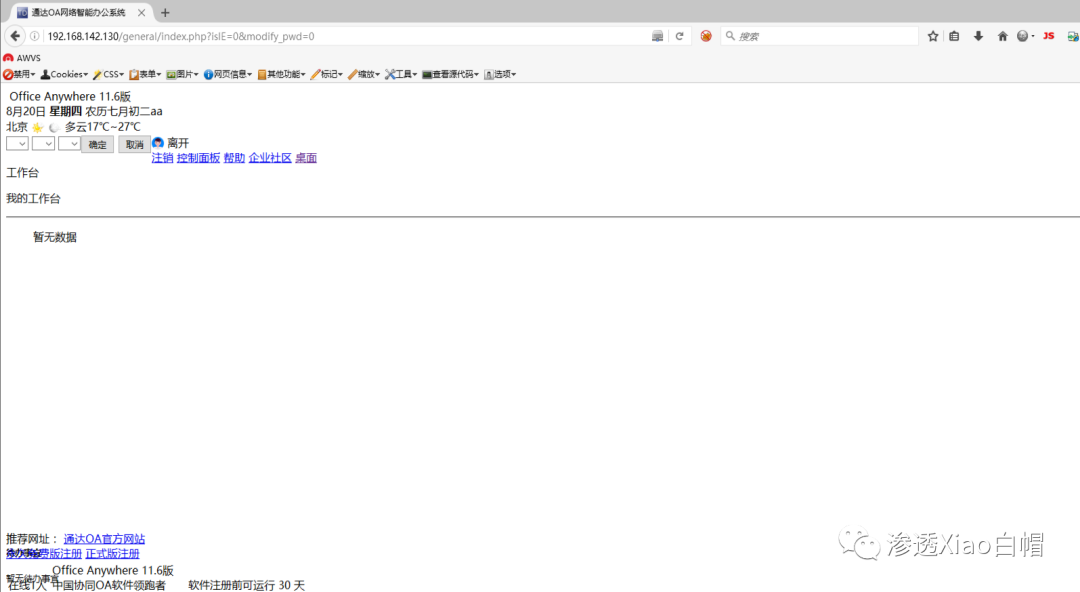 通达OA网络智能办公系统
192.168.142.130/general/index.php?isIE=0&modify_pwd=0
搜索
JS
AWVS
禁用 Cookies CSS 表单 图片 网页信息 其他功能 标记 缩放 工具 查看源代码 选项
Office Anywhere 11.6版
8月20日 星期四 农历七月初二aa
北京 多云17℃~27℃
确定 取消 离开
注销 控制面板 帮助 企业社区 桌面
工作台
我的工作台
暂无数据
推荐网址: 通达OA官方网站
费版注册 正式版注册
Office Anywhere 11.6版
暂无待办事宜
在线1人 中国协同OA软件领跑者 软件注册前可运行 30 天
渗透Xiao白帽